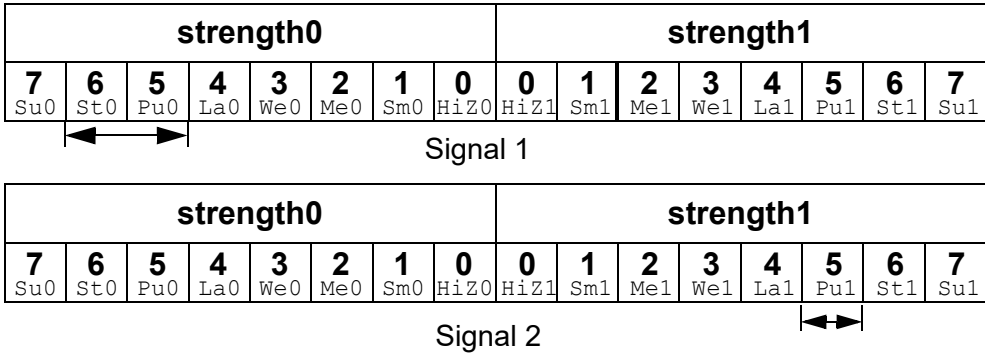 strength0 strength1
7 6 5 4 3 2 1 0 0 1 2 3 4 5 6 7
Su0 St0 Pu0 La0 We0 Me0 Sm0 HiZ0 HiZ1 Sm1 Me1 We1 La1 Pu1 St1 Su1
Signal 1
strength0 strength1
7 6 5 4 3 2 1 0 0 1 2 3 4 5 6 7
Su0 St0 Pu0 La0 We0 Me0 Sm0 HiZ0 HiZ1 Sm1 Me1 We1 La1 Pu1 St1 Su1
Signal 2